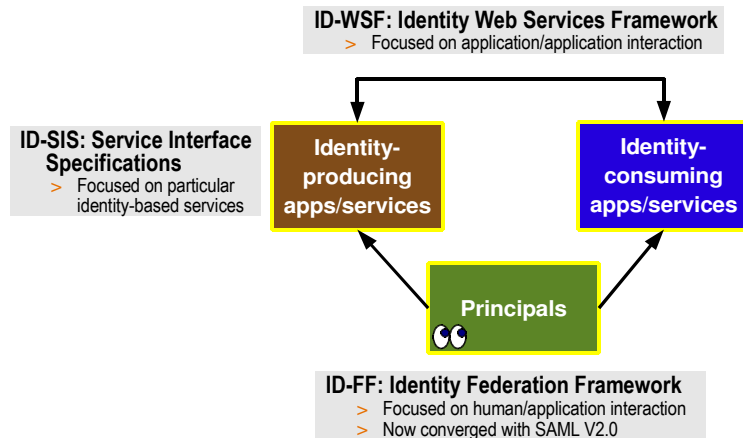 ID-WSF: Identity Web Services Framework
> Focused on application/application interaction
ID-SIS: Service Interface
Specifications
> Focused on particular
identity-based services
Identity-
producing
apps/services
Identity-
consuming
apps/services
Principals
ID-FF: Identity Federation Framework
> Focused on human/application interaction
> Now converged with SAML V2.0